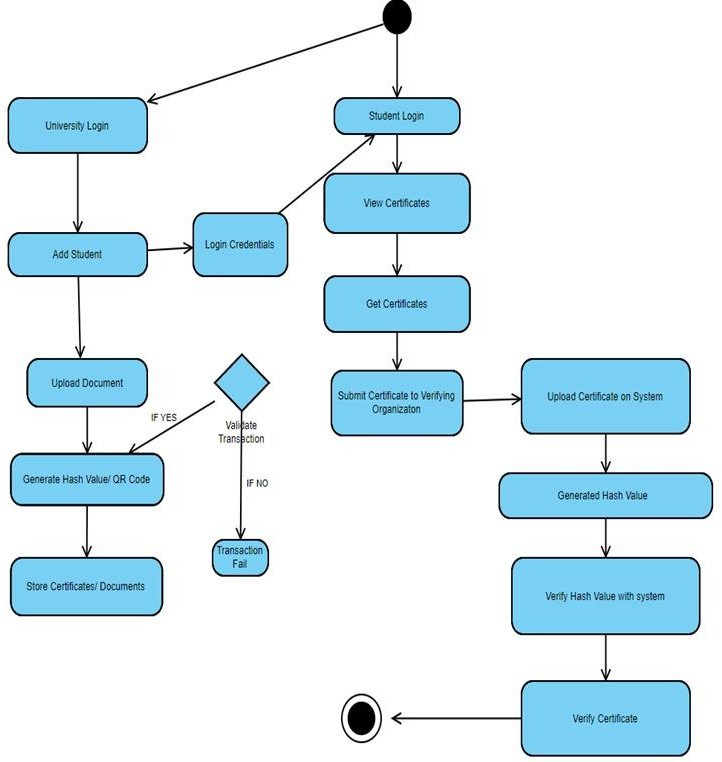 University Login
Student Login
View Certificates
Add Student
Login Credentials
Get Certificates
Upload Document
IF YES
Validate
Transaction
Submit Certificate to Verifying
Organizaton
Upload Certificate on System
Generate Hash Value/ QR Code
IF NO
Generated Hash Value
Transaction
Fail
Store Certificates/ Documents
Verify Hash Value with system
Verify Certificate